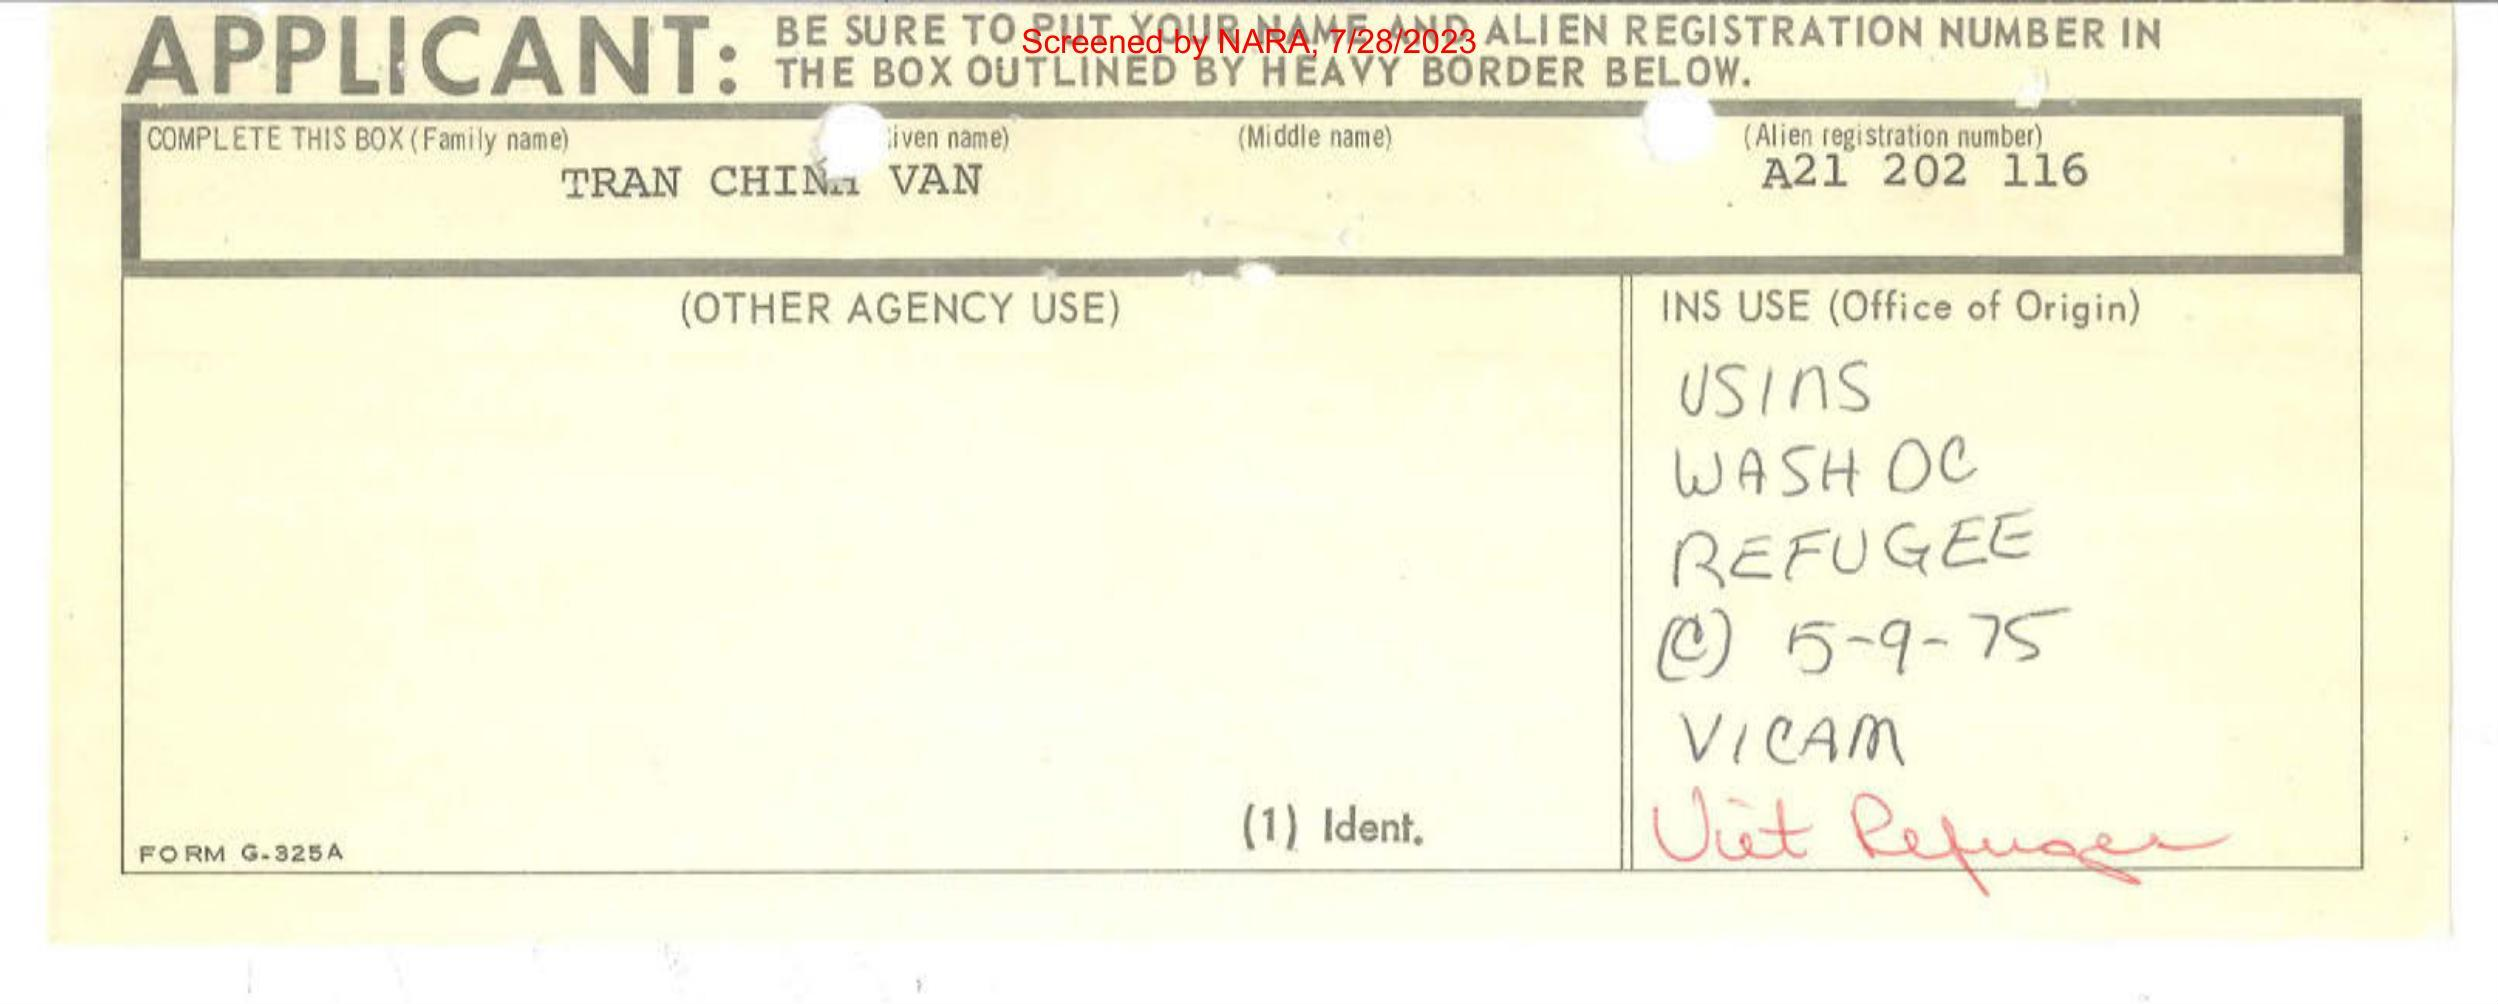 APPLICANT: BE SURE TO PUT YOUR NAME AND ALIEN REGISTRATION NUMBER IN
THE BOX OUTLINED BY HEAVY BORDER BELOW.
Screened by NARA, 7/28/2023
COMPLETE THIS BOX (Family name) iven name) (Middle name) (Alien registration number)
TRAN CHINH VAN A21 202 116
(OTHER AGENCY USE) INS USE (Office of Origin)
USINS
WASH DC
REFUGEE
(C) 5-9-75
VICAM
Viet Refugee
(1) Ident.
FORM G-325A